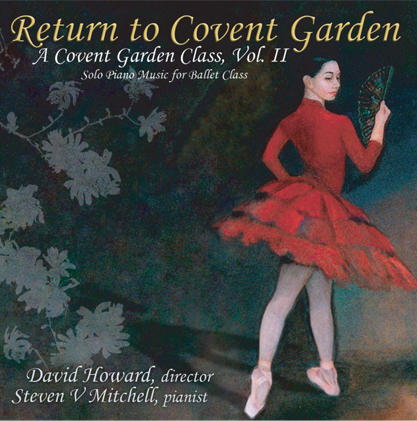 Return to Covent Garden
A Covent Garden Class, Vol. II
Solo Piano Music for Ballet Class
David Howard, director
Steven V Mitchell, pianist